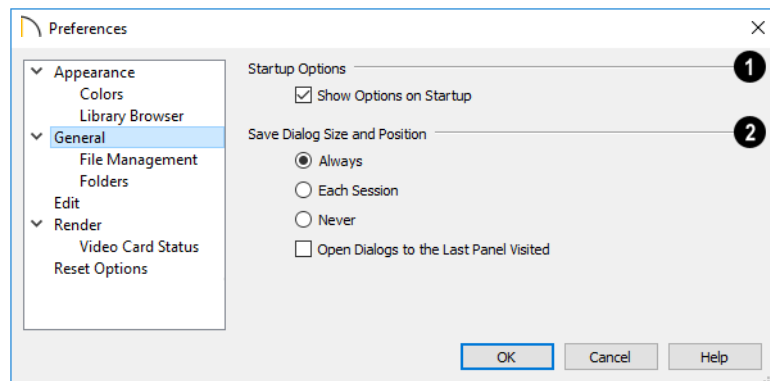 Preferences
Appearance
Colors
Library Browser
General
File Management
Folders
Edit
Render
Video Card Status
Reset Options
Startup Options 1
Show Options on Startup
Save Dialog Size and Position 2
Always
Each Session
Never
Open Dialogs to the Last Panel Visited
OK Cancel Help